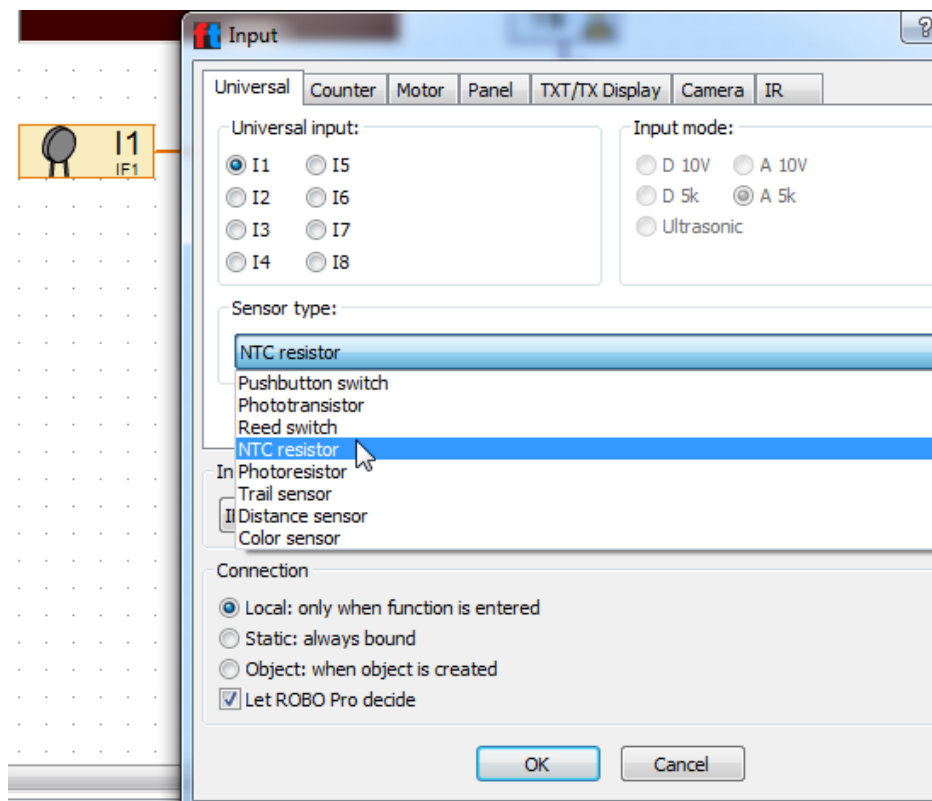 Input
?
Universal Counter Motor Panel TXT/TX Display Camera IR
I1
IF1
Universal input:
I1 I5
I2 I6
I3 I7
I4 I8
Input mode:
D 10V A 10V
D 5k A 5k
Ultrasonic
Sensor type:
NTC resistor
Pushbutton switch
Phototransistor
Reed switch
NTC resistor
Photoresistor
Trail sensor
Distance sensor
Color sensor
In
Connection
Local: only when function is entered
Static: always bound
Object: when object is created
Let ROBO Pro decide
OK Cancel